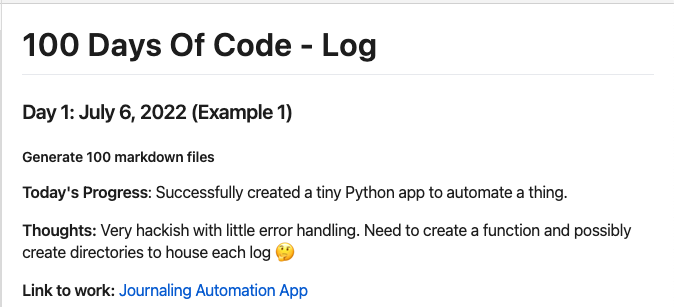 100 Days Of Code - Log
Day 1: July 6, 2022 (Example 1)
Generate 100 markdown files
Today's Progress: Successfully created a tiny Python app to automate a thing.
Thoughts: Very hackish with little error handling. Need to create a function and possibly
create directories to house each log 🤔
Link to work: Journaling Automation App